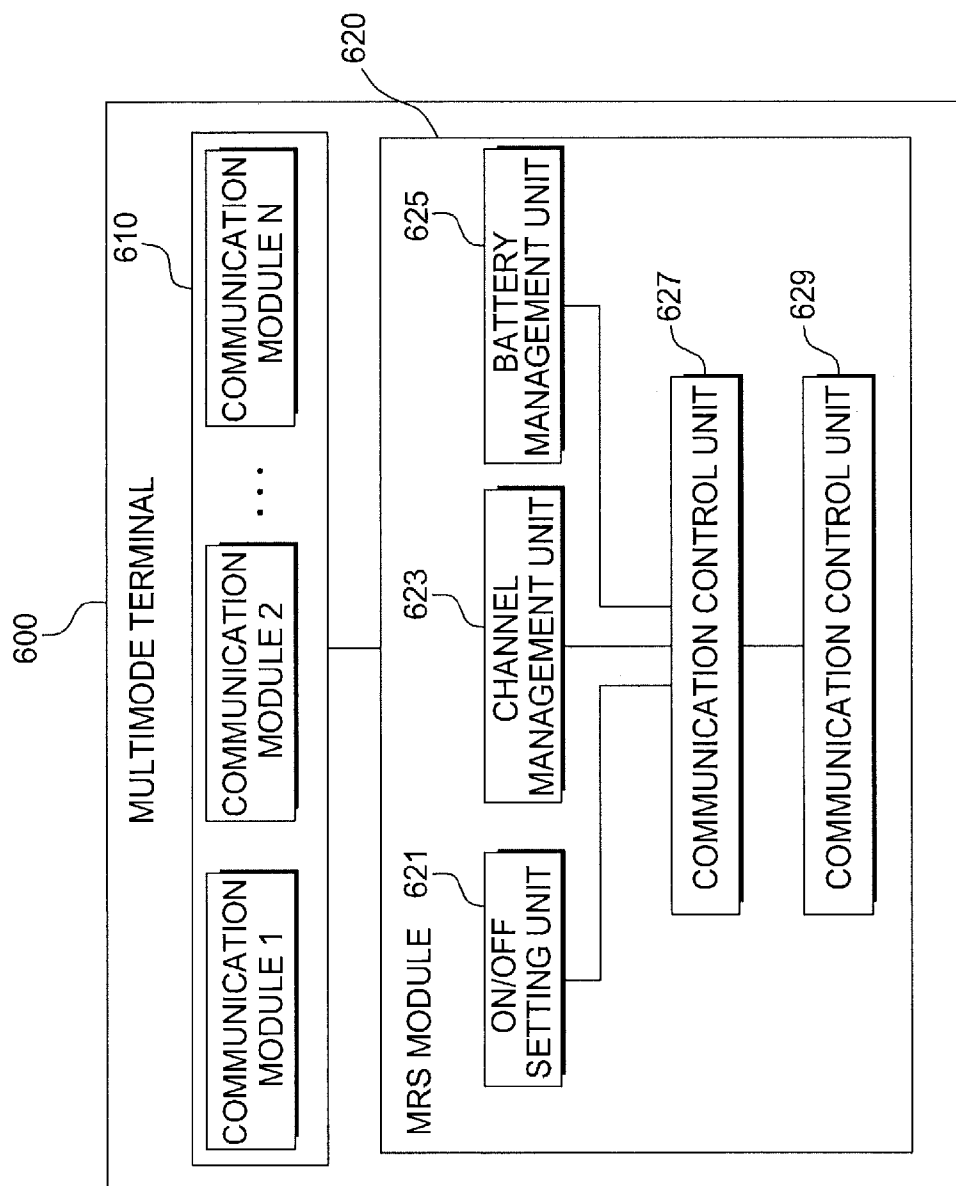 600
MULTIMODE TERMINAL
610
COMMUNICATION
MODULE 1
COMMUNICATION
MODULE 2
...
COMMUNICATION
MODULE N
620
MRS MODULE
621
ON/OFF
SETTING UNIT
623
CHANNEL
MANAGEMENT UNIT
625
BATTERY
MANAGEMENT UNIT
627
COMMUNICATION CONTROL UNIT
629
COMMUNICATION CONTROL UNIT